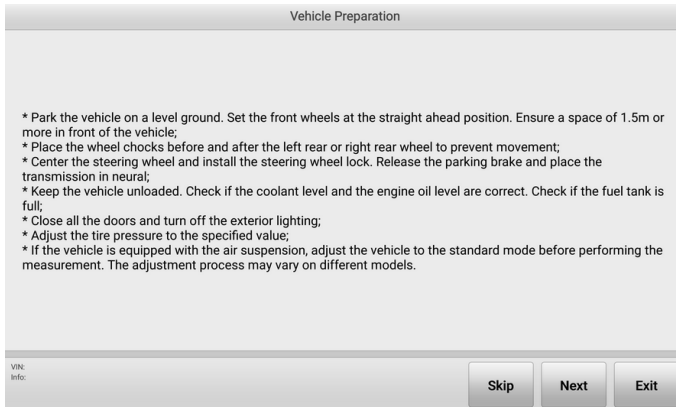 Vehicle Preparation
* Park the vehicle on a level ground. Set the front wheels at the straight ahead position. Ensure a space of 1.5m or
more in front of the vehicle;
* Place the wheel chocks before and after the left rear or right rear wheel to prevent movement;
* Center the steering wheel and install the steering wheel lock. Release the parking brake and place the
transmission in neural;
* Keep the vehicle unloaded. Check if the coolant level and the engine oil level are correct. Check if the fuel tank is
full;
* Close all the doors and turn off the exterior lighting;
* Adjust the tire pressure to the specified value;
* If the vehicle is equipped with the air suspension, adjust the vehicle to the standard mode before performing the
measurement. The adjustment process may vary on different models.
VIN:
Info:
Skip Next Exit